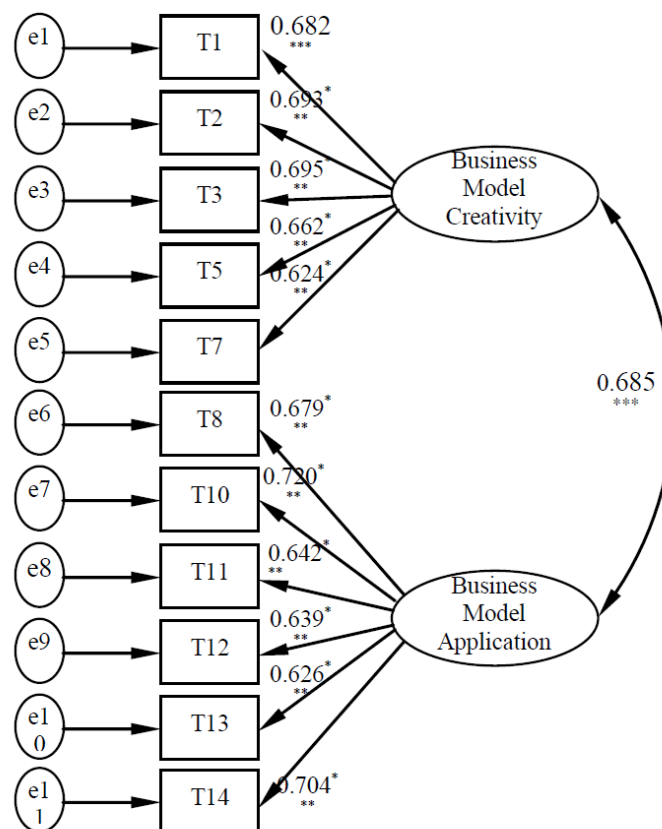 e1
T1
0.682
***
e2
T2
0.693*
**
e3
T3
0.695*
**
Business
Model
Creativity
e4
T5
0.662*
**
e5
T7
0.624*
**
0.685
***
e6
T8
0.679*
**
e7
T10
0.720*
**
e8
T11
0.642*
**
Business
Model
Application
e9
T12
0.639*
**
e1
0
T13
0.626*
**
e1
1
T14
0.704*
**